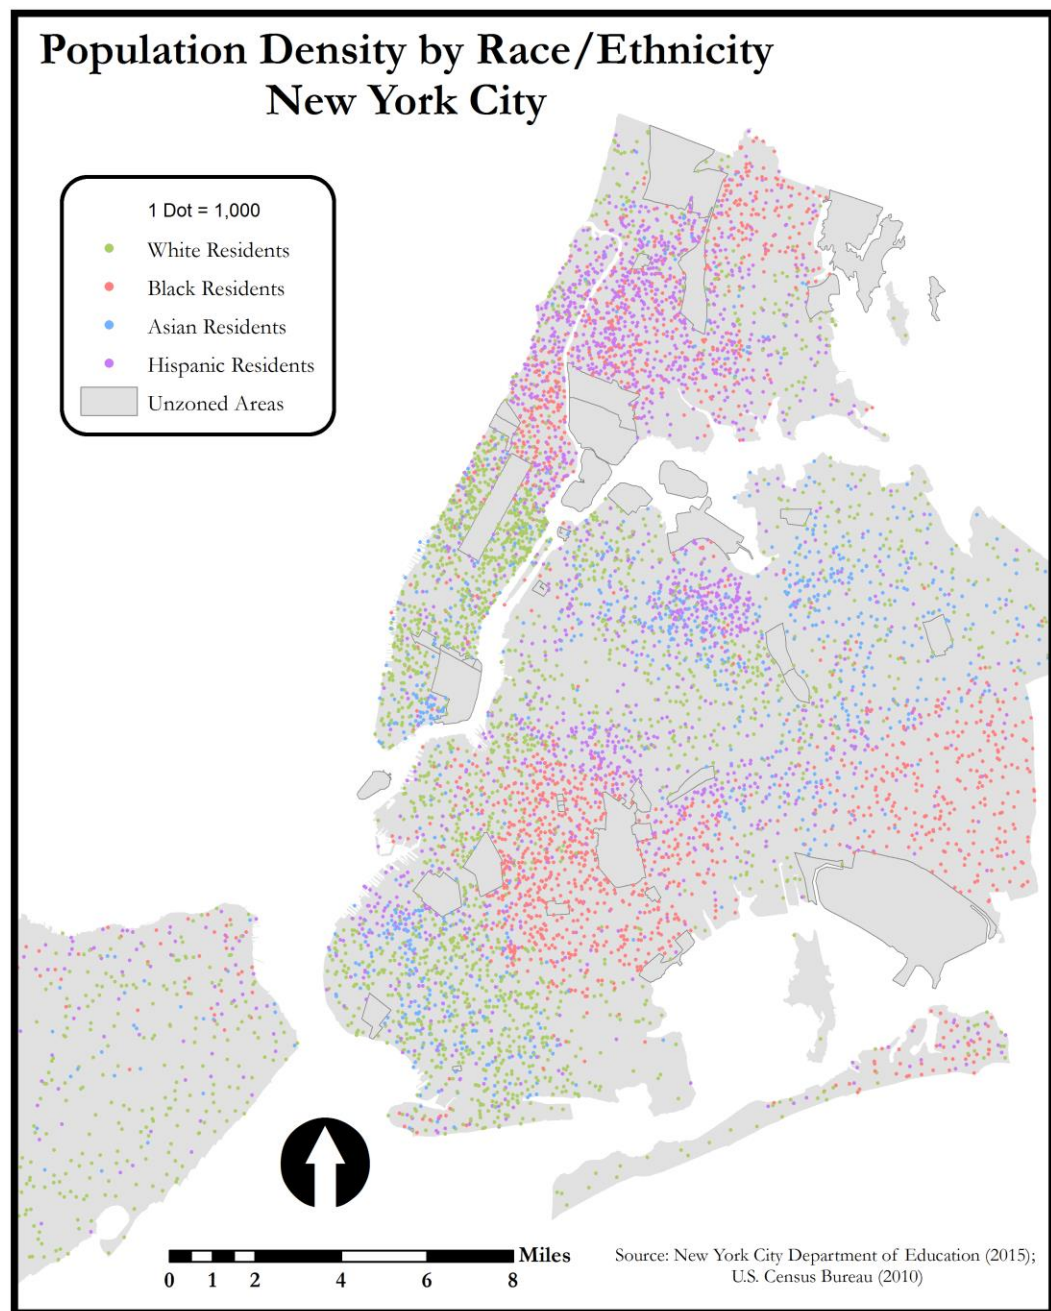 Population Density by Race/Ethnicity
New York City
1 Dot = 1,000
White Residents
Black Residents
Asian Residents
Hispanic Residents
Unzoned Areas
Miles
0 1 2 4 6 8
Source: New York City Department of Education (2015);
U.S. Census Bureau (2010)